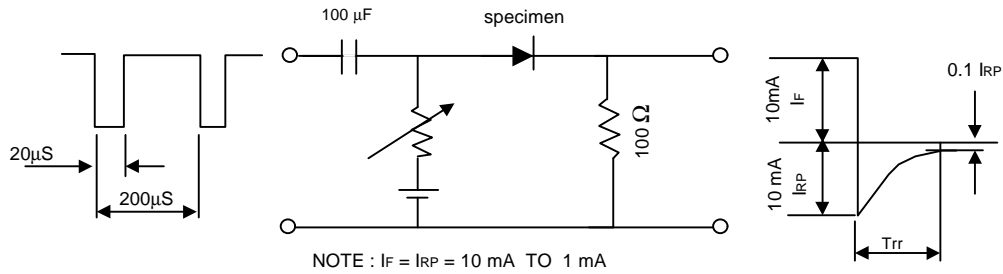 100 μF
specimen
20μS
200μS
100 Ω
10mA
IF
10 mA
IRP
0.1 IRP
Trr
NOTE : IF = IRP = 10 mA TO 1 mA